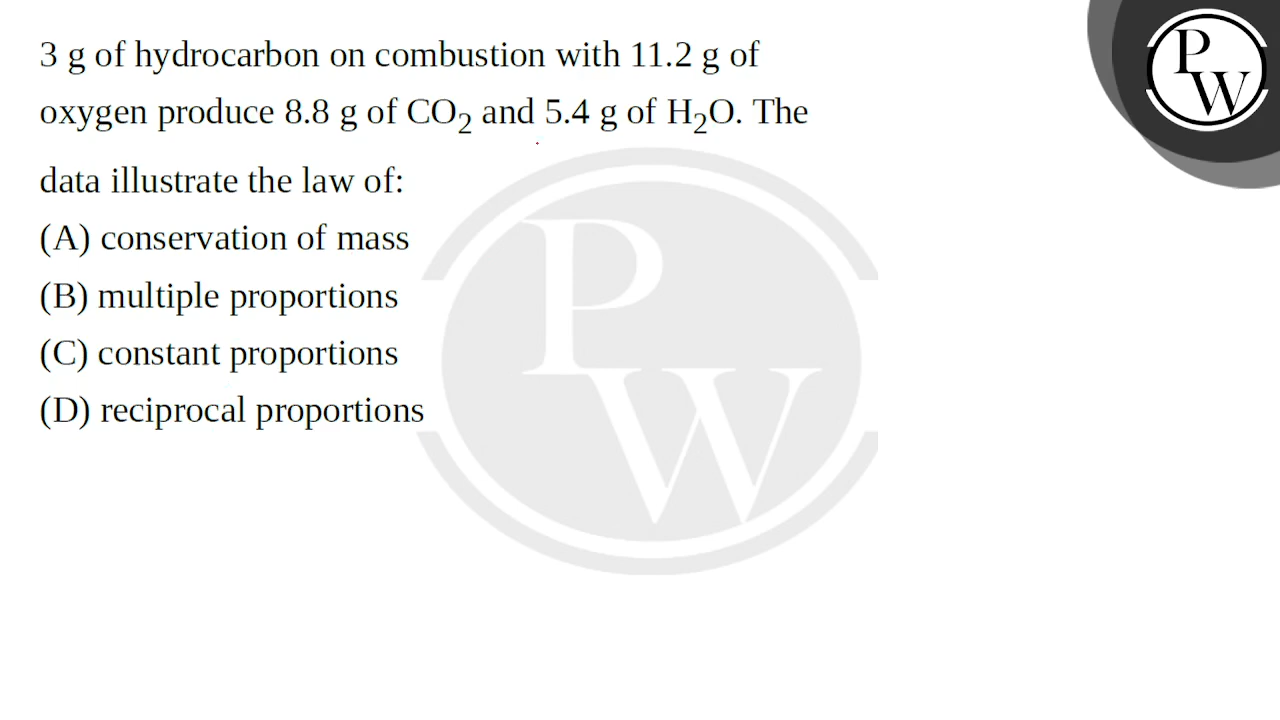 3 g of hydrocarbon on combustion with 11.2 g of
oxygen produce 8.8 g of CO₂ and 5.4 g of H₂O. The
data illustrate the law of:
(A) conservation of mass
(B) multiple proportions
(C) constant proportions
(D) reciprocal proportions
P
W
P
W